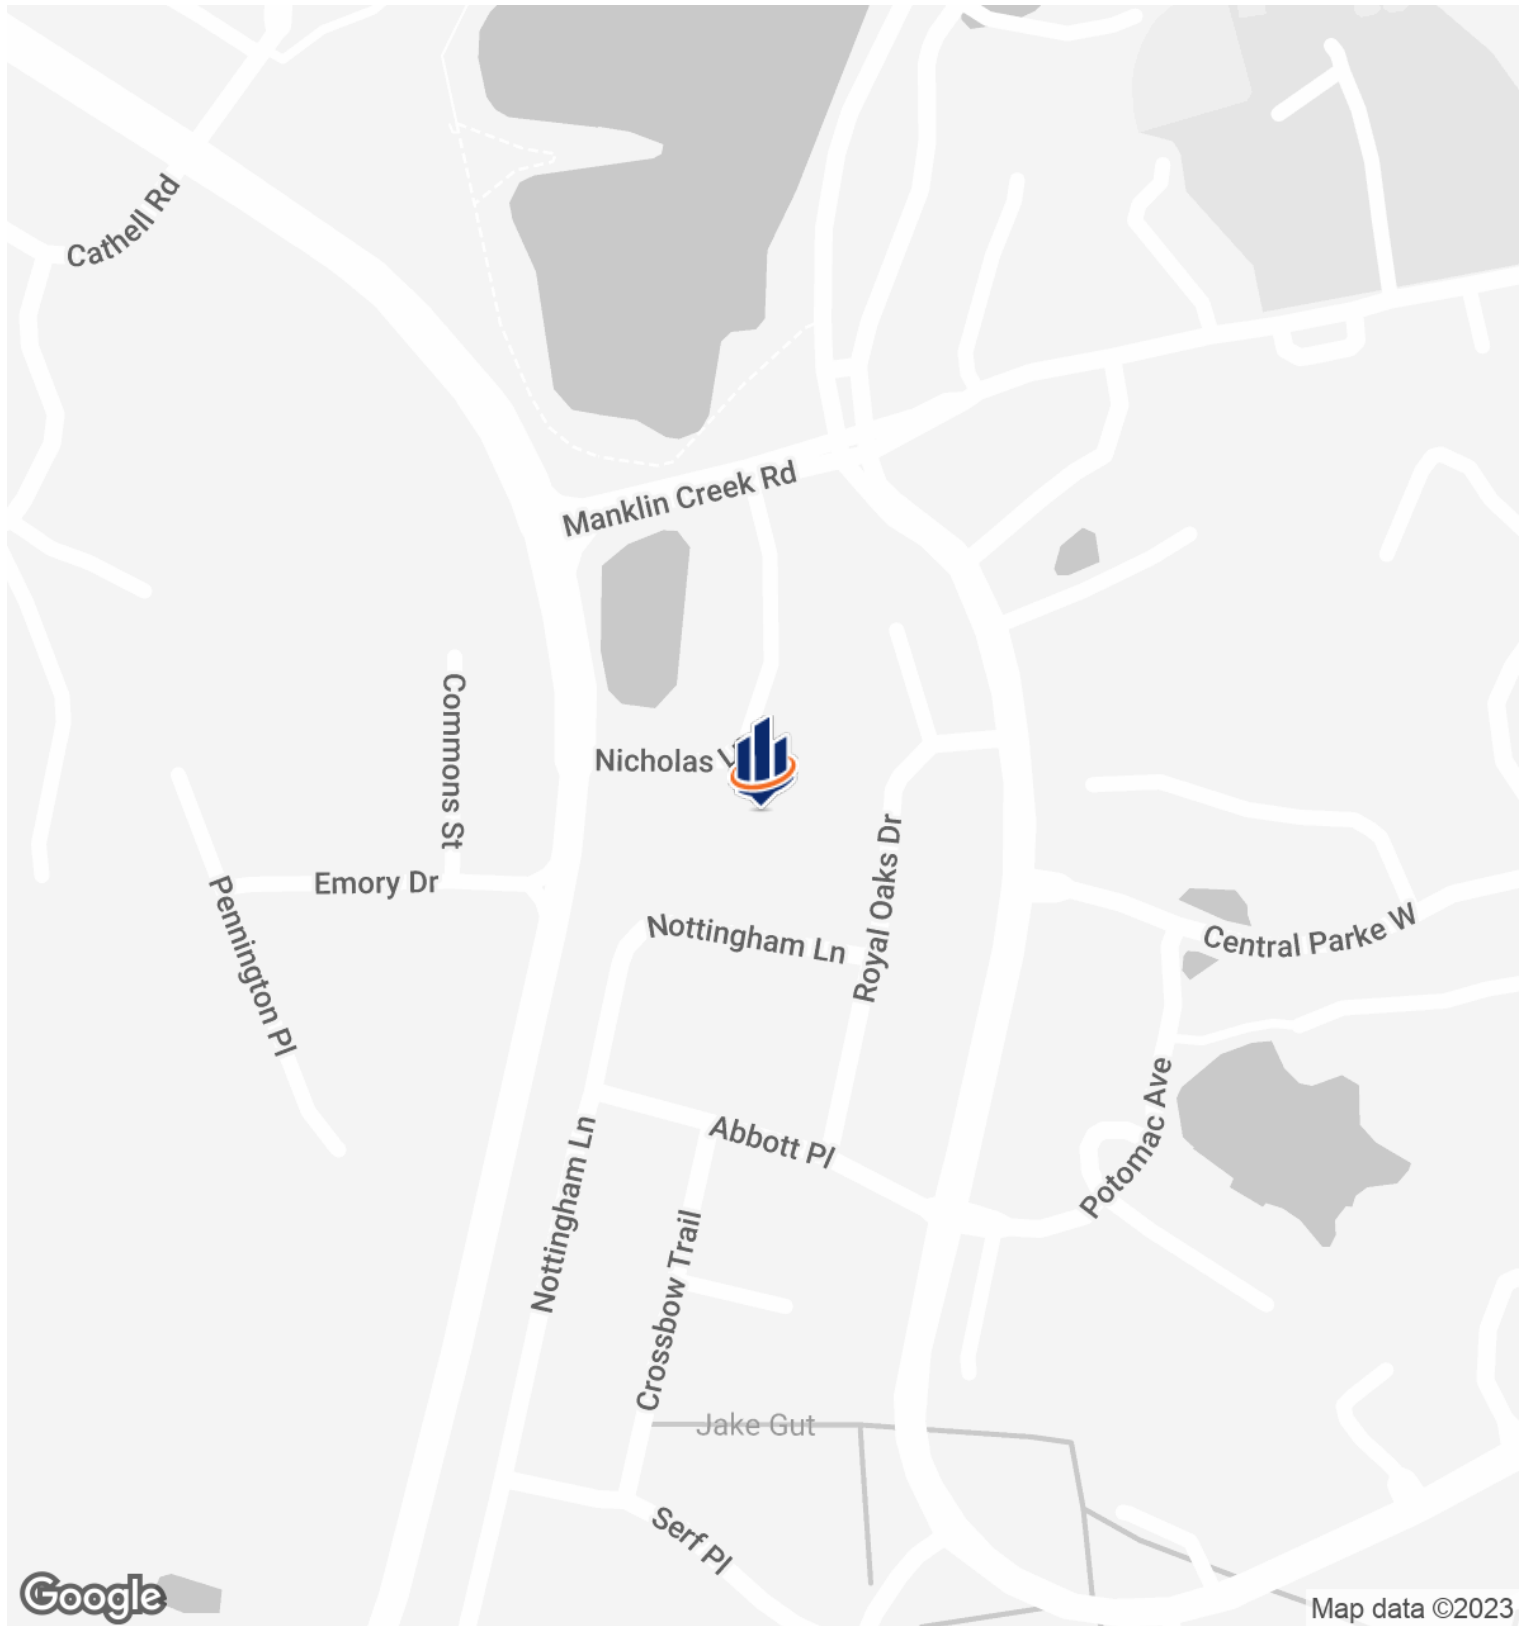 Cathell Rd
Manklin Creek Rd
Commons St
Nicholas
Emory Dr
Royal Oaks Dr
Pennington Pl
Nottingham Ln
Central Parke W
Abbott Pl
Potomac Ave
Nottingham Ln
Crossbow Trail
Jake Gut
Serf Pl
Google
Map data ©2023